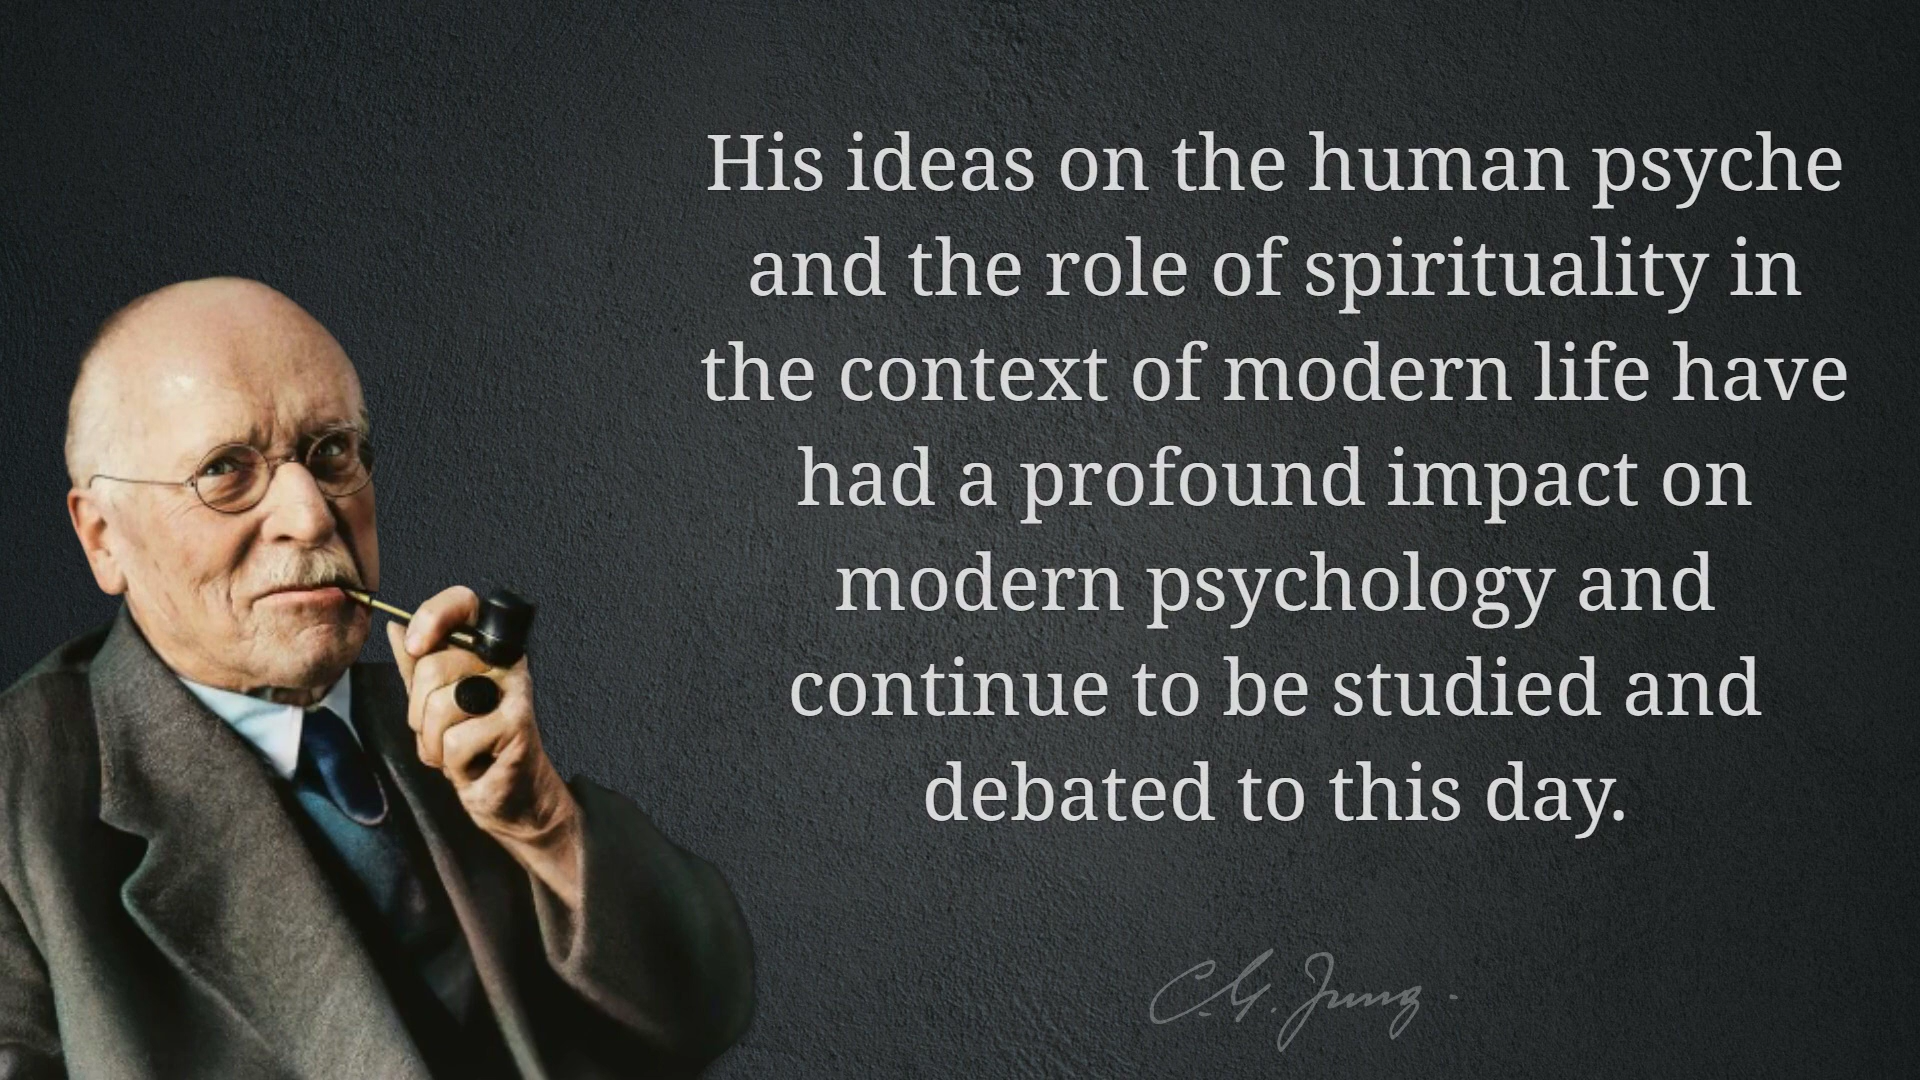 His ideas on the human psyche
and the role of spirituality in
the context of modern life have
had a profound impact on
modern psychology and
continue to be studied and
debated to this day.
C. G. Jung.